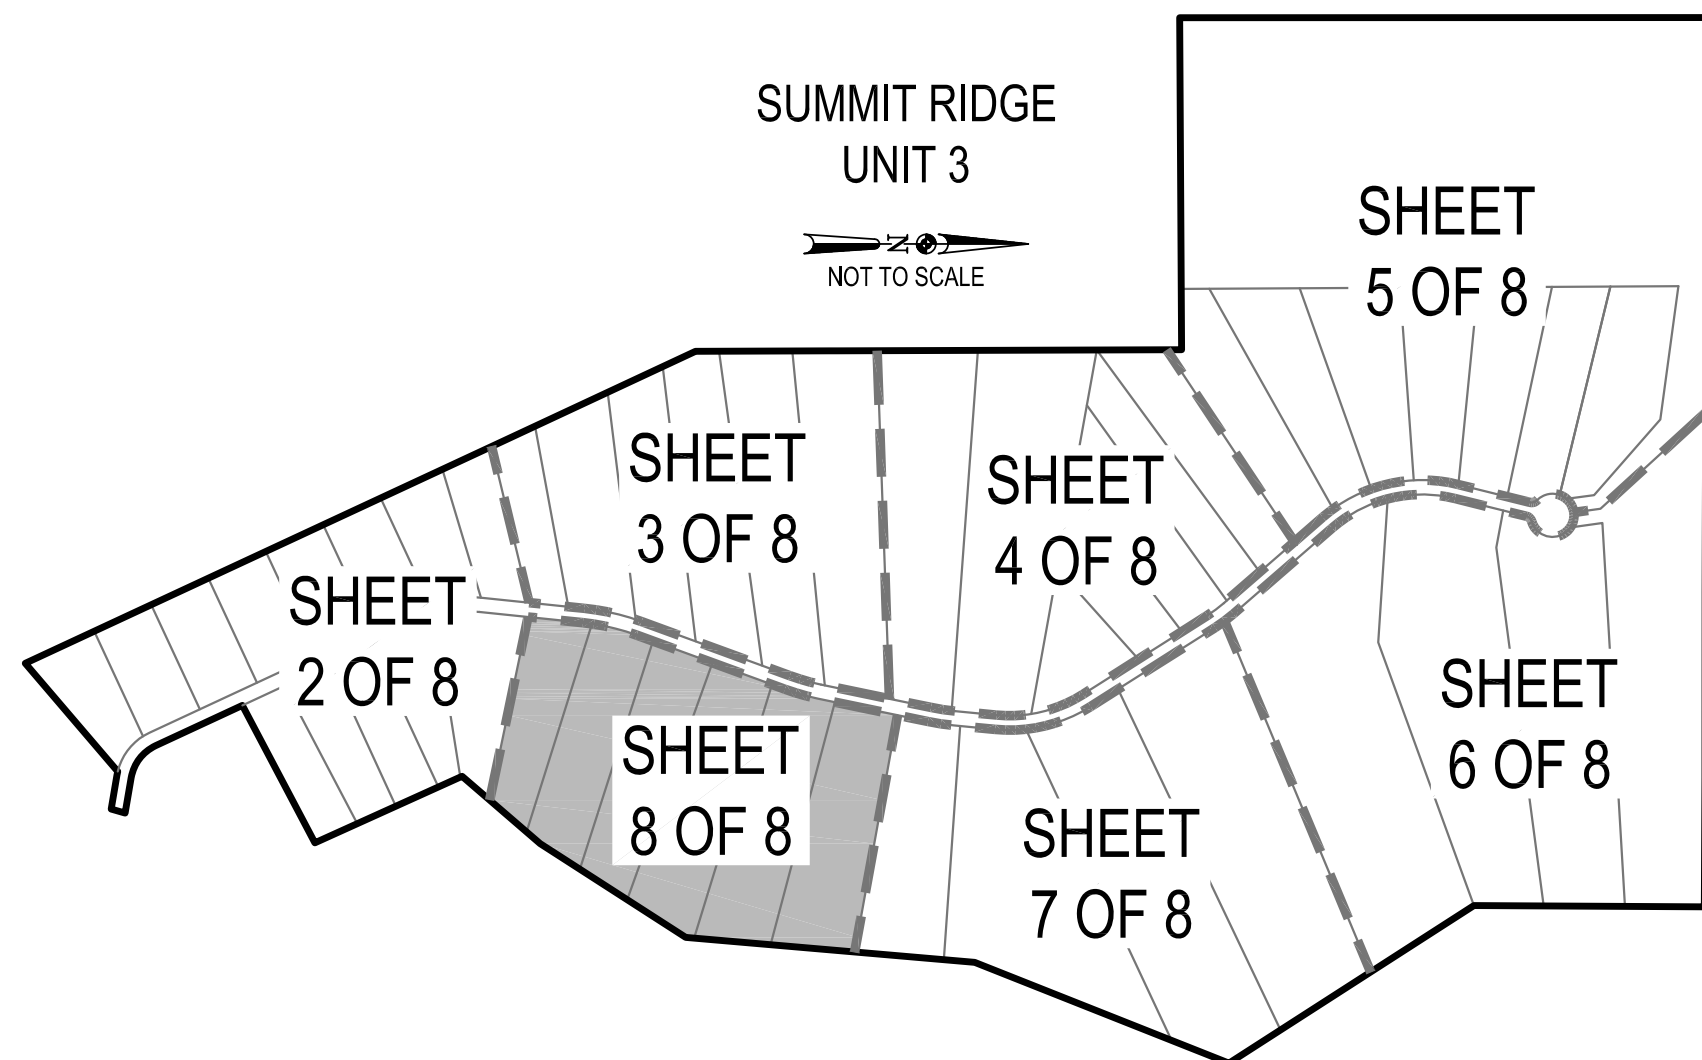 SUMMIT RIDGE
UNIT 3
N
NOT TO SCALE
SHEET
5 OF 8
SHEET
3 OF 8
SHEET
4 OF 8
SHEET
2 OF 8
SHEET
6 OF 8
SHEET
8 OF 8
SHEET
7 OF 8